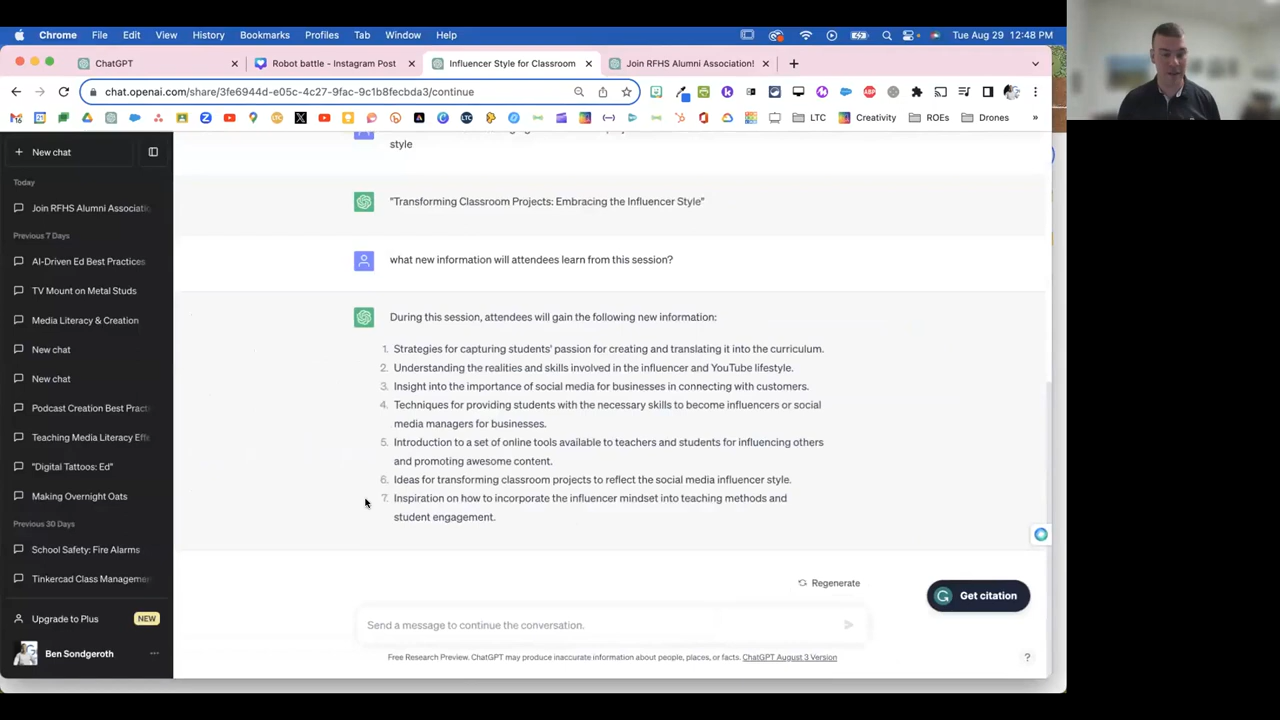 Chrome File Edit View History Bookmarks Profiles Tab Window Help Tue Aug 29 12:48 PM
ChatGPT Robot battle - Instagram Post Influencer Style for Classroom Join RFHS Alumni Association!
chat.openai.com/share/3fe6944d-e05c-4c27-9fac-9c1b8fecbda3/continue
LTC Creativity ROEs Drones »
New chat
Today
Join RFHS Alumni Associatio
Previous 7 Days
AI-Driven Ed Best Practices
TV Mount on Metal Studs
Media Literacy & Creation
New chat
New chat
Podcast Creation Best Pract
Teaching Media Literacy Eff
"Digital Tattoos: Ed"
Making Overnight Oats
Previous 30 Days
School Safety: Fire Alarms
Tinkercad Class Manageme
Upgrade to Plus NEW
Ben Sondgeroth
style
"Transforming Classroom Projects: Embracing the Influencer Style"
what new information will attendees learn from this session?
During this session, attendees will gain the following new information:
1. Strategies for capturing students' passion for creating and translating it into the curriculum.
2. Understanding the realities and skills involved in the influencer and YouTube lifestyle.
3. Insight into the importance of social media for businesses in connecting with customers.
4. Techniques for providing students with the necessary skills to become influencers or social
media managers for businesses.
5. Introduction to a set of online tools available to teachers and students for influencing others
and promoting awesome content.
6. Ideas for transforming classroom projects to reflect the social media influencer style.
7. Inspiration on how to incorporate the influencer mindset into teaching methods and
student engagement.
Regenerate
Get citation
Send a message to continue the conversation.
Free Research Preview. ChatGPT may produce inaccurate information about people, places, or facts. ChatGPT August 3 Version
?